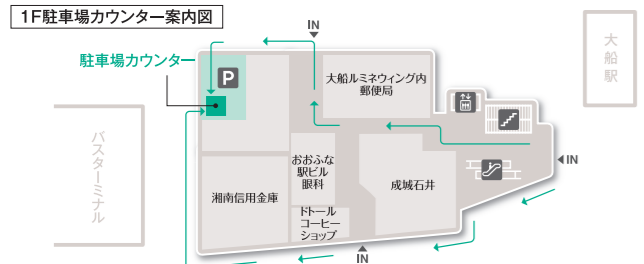 1F駐車場カウンター案内図
IN
大
船
駅
駐車場カウンター
P
大船ルミネウィング内
郵便局
バスターミナル
IN
おおふな
駅ビル
眼科
成城石井
湘南信用金庫
ドトール
コーヒー
ショップ
IN